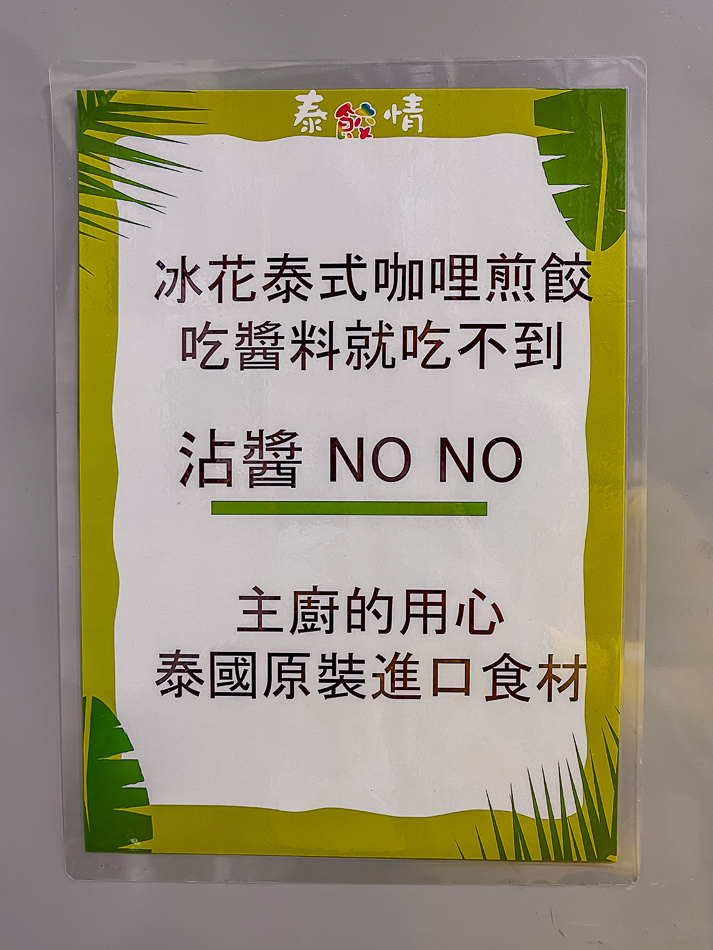 泰餃情
冰花泰式咖哩煎餃
吃醬料就吃不到
沾醬 NO NO
主廚的用心
泰國原裝進口食材